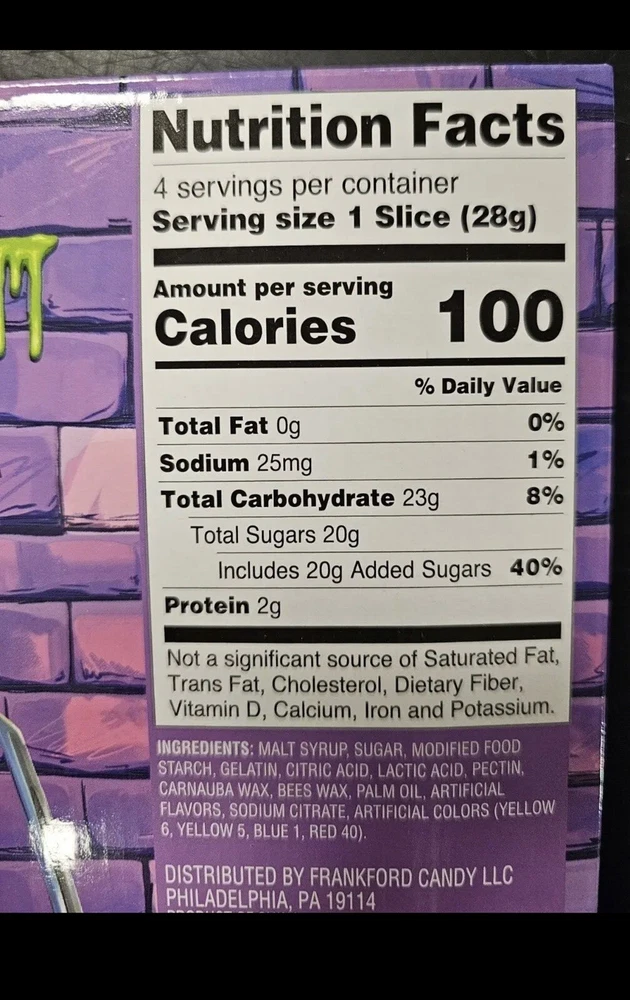 Nutrition Facts
4 servings per container
Serving size 1 Slice (28g)
Amount per serving
Calories 100
% Daily Value
Total Fat 0g 0%
Sodium 25mg 1%
Total Carbohydrate 23g 8%
Total Sugars 20g
Includes 20g Added Sugars 40%
Protein 2g
Not a significant source of Saturated Fat,
Trans Fat, Cholesterol, Dietary Fiber,
Vitamin D, Calcium, Iron and Potassium.
INGREDIENTS: MALT SYRUP, SUGAR, MODIFIED FOOD
STARCH, GELATIN, CITRIC ACID, LACTIC ACID, PECTIN,
CARNAUBA WAX, BEES WAX, PALM OIL, ARTIFICIAL
FLAVORS, SODIUM CITRATE, ARTIFICIAL COLORS (YELLOW
6, YELLOW 5, BLUE 1, RED 40).
DISTRIBUTED BY FRANKFORD CANDY LLC
PHILADELPHIA, PA 19114